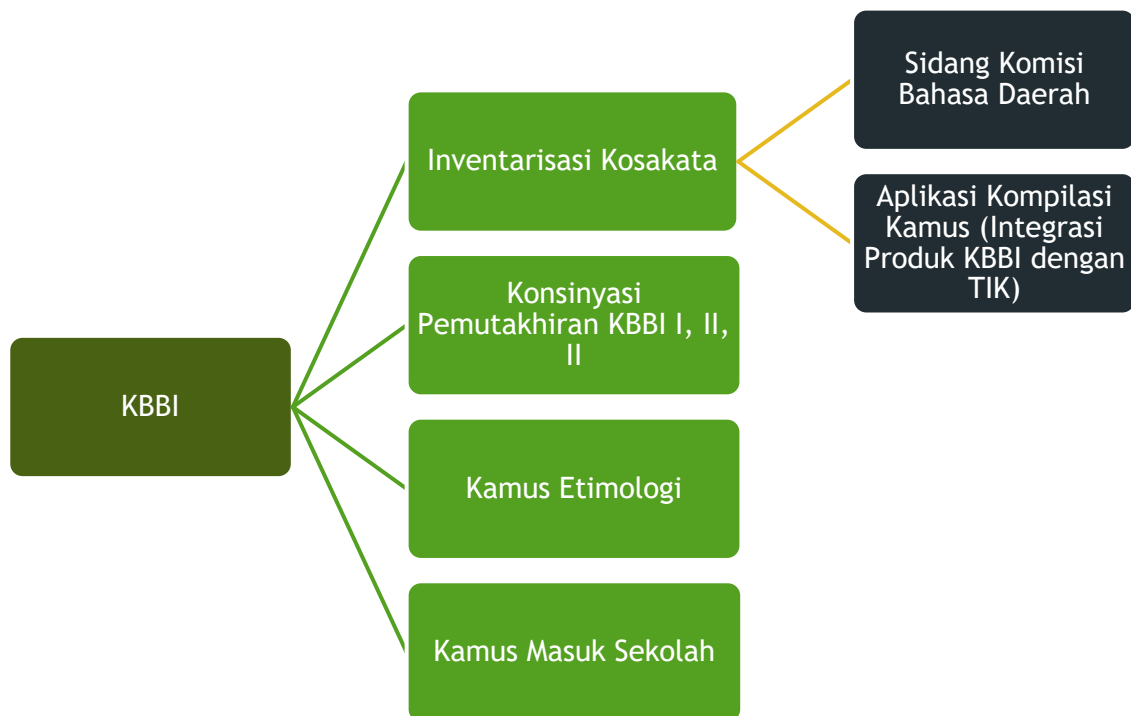 KBBI
Inventarisasi Kosakata
Sidang Komisi
Bahasa Daerah
Aplikasi Kompilasi
Kamus (Integrasi
Produk KBBI dengan
TIK)
Konsinyasi
Pemutakhiran KBBI I, II,
II
Kamus Etimologi
Kamus Masuk Sekolah